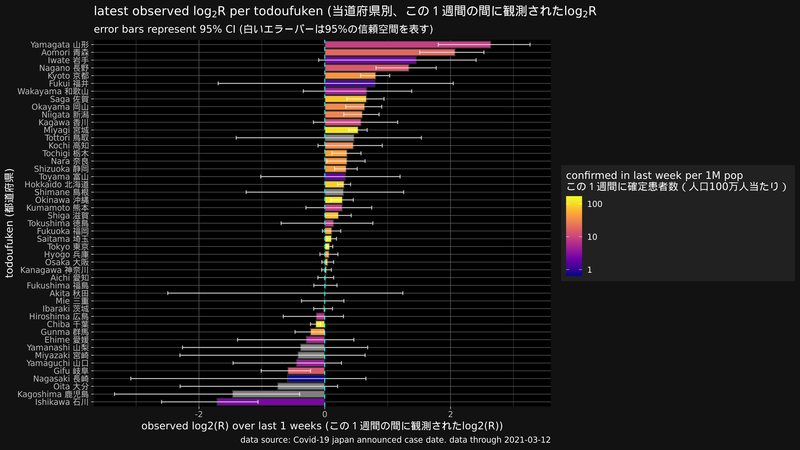 latest observed log2R per todoufuken (当道府県別、この１週間の間に観測されたlog2R
error bars represent 95% CI (白いエラーバーは95%の信頼空間を表す)
todoufuken (都道府県)
Yamagata 山形
Aomori 青森
Iwate 岩手
Nagano 長野
Kyoto 京都
Fukui 福井
Wakayama 和歌山
Saga 佐賀
Okayama 岡山
Niigata 新潟
Kagawa 香川
Miyagi 宮城
Tottori 鳥取
Kochi 高知
Tochigi 栃木
Nara 奈良
Shizuoka 静岡
Toyama 富山
Hokkaido 北海道
Shimane 島根
Okinawa 沖縄
Kumamoto 熊本
Shiga 滋賀
Tokushima 徳島
Fukuoka 福岡
Saitama 埼玉
Tokyo 東京
Hyogo 兵庫
Osaka 大阪
Kanagawa 神奈川
Aichi 愛知
Fukushima 福島
Akita 秋田
Mie 三重
Ibaraki 茨城
Hiroshima 広島
Chiba 千葉
Gunma 群馬
Ehime 愛媛
Yamanashi 山梨
Miyazaki 宮崎
Yamaguchi 山口
Gifu 岐阜
Nagasaki 長崎
Oita 大分
Kagoshima 鹿児島
Ishikawa 石川
-2 0 2
observed log2(R) over last 1 weeks (この１週間の間に観測されたlog2(R))
data source: Covid-19 japan announced case date. data through 2021-03-12
confirmed in last week per 1M pop
この１週間に確定患者数 ( 人口100万人当たり )
100
10
1